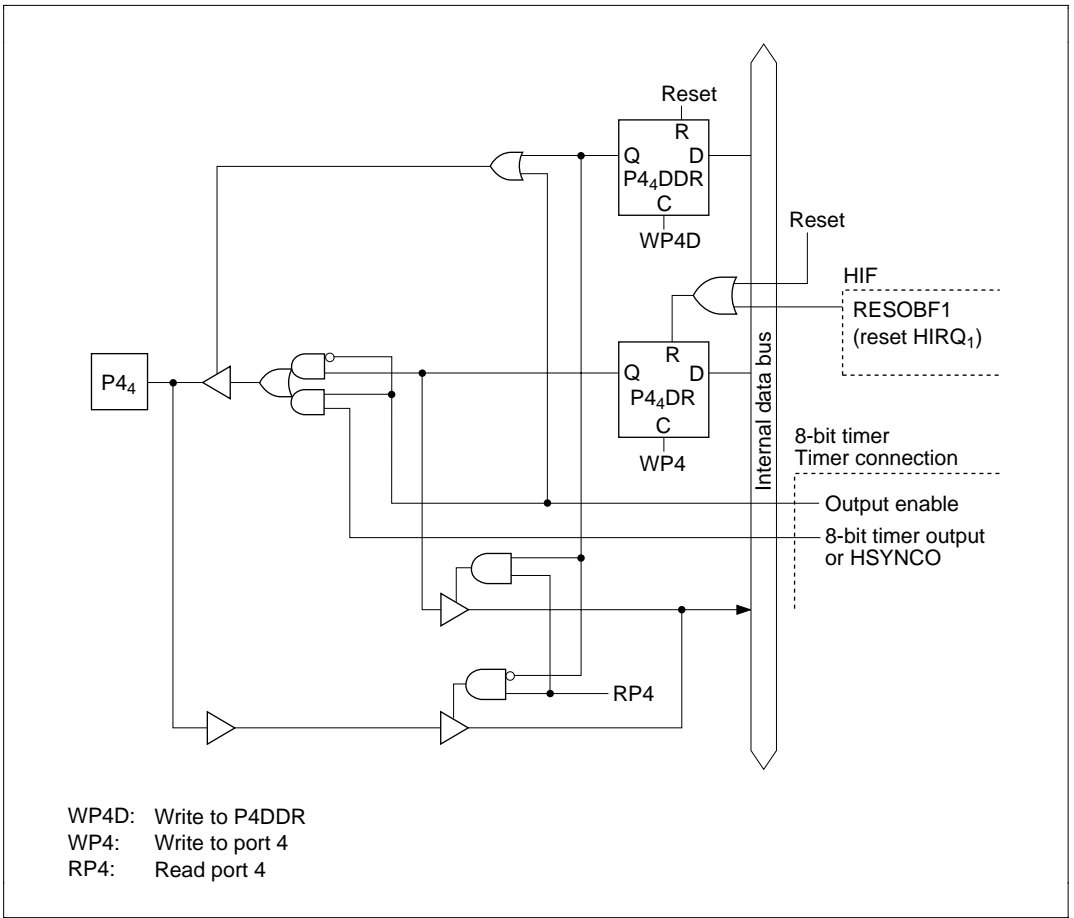 Reset
R
Q D
P4₄DDR
C
WP4D
Reset
HIF
RESOBF1
(reset HIRQ₁)
R
Q D
P4₄DR
C
WP4
P4₄
Internal data bus
8-bit timer
Timer connection
Output enable
8-bit timer output
or HSYNCO
RP4
WP4D: Write to P4DDR
WP4: Write to port 4
RP4: Read port 4